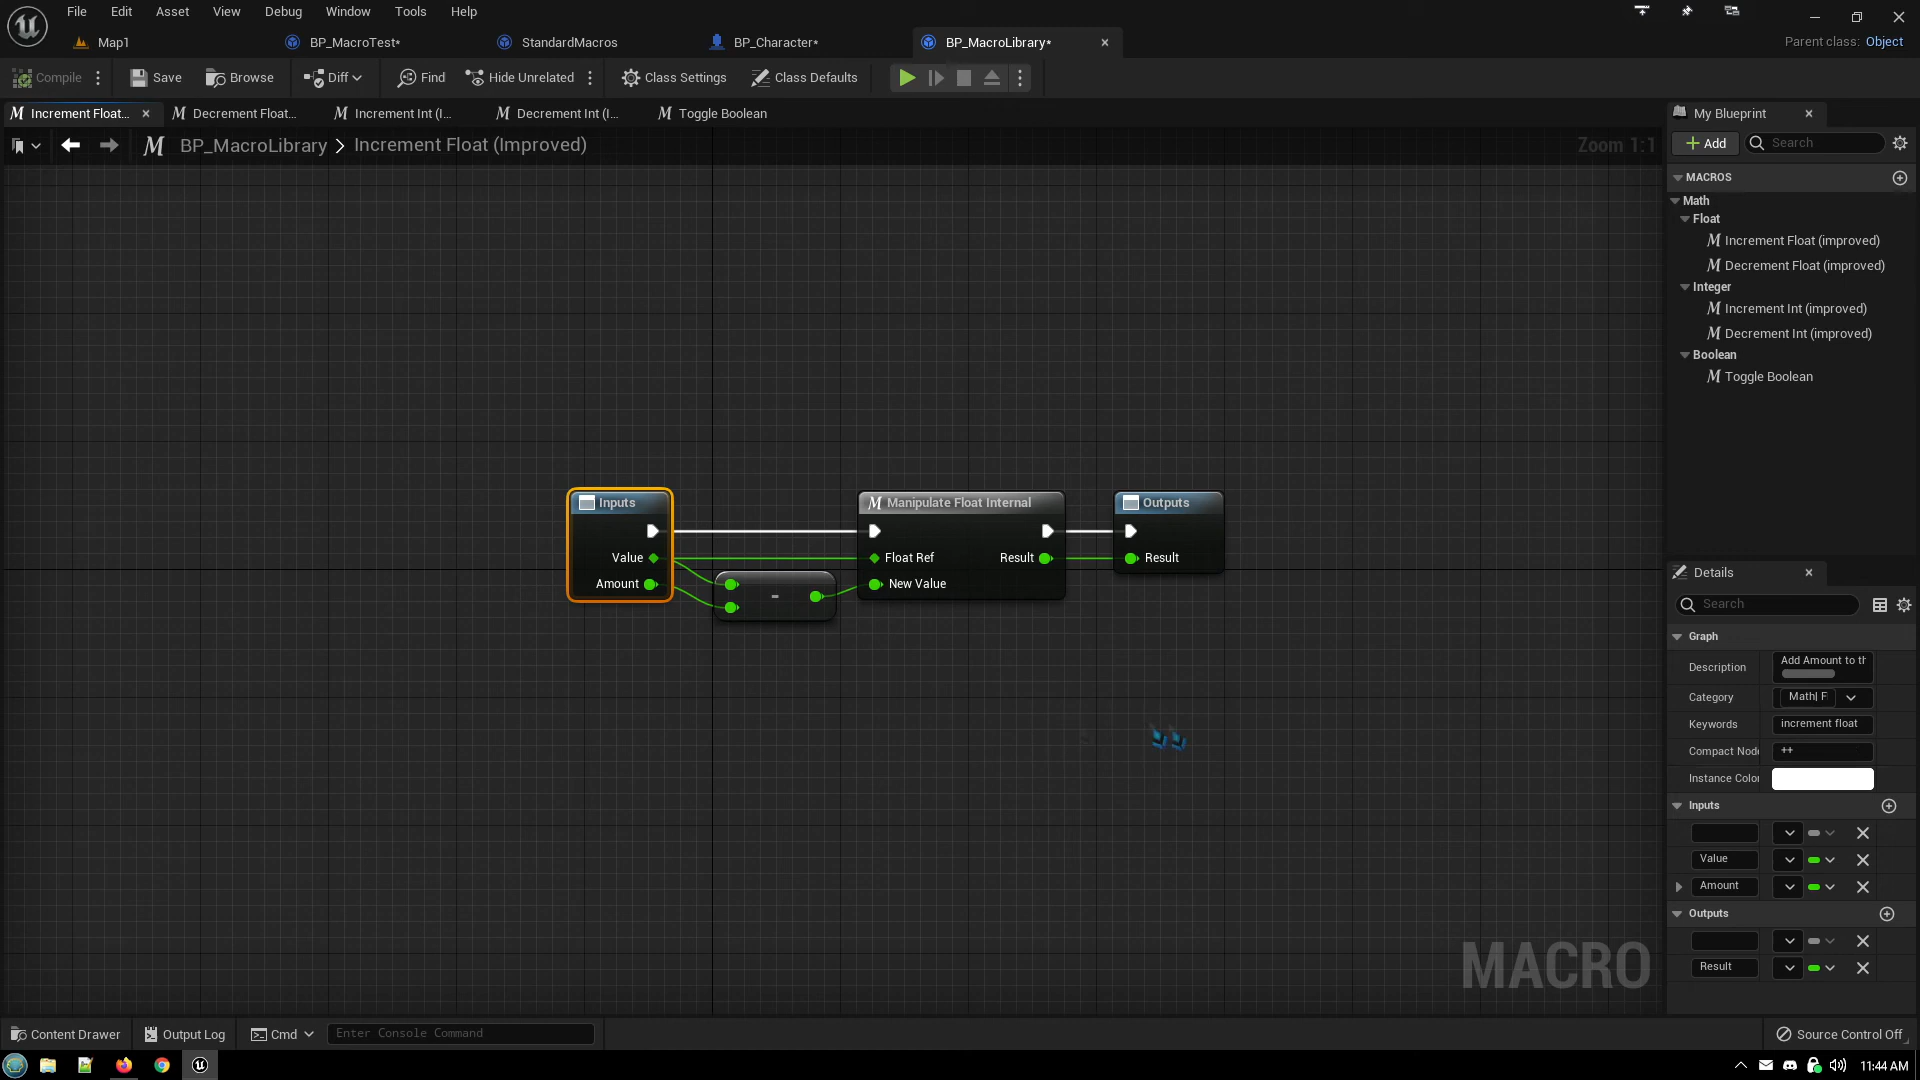 File Edit Asset View Debug Window Tools Help
Map1 BP_MacroTest* StandardMacros BP_Character* BP_MacroLibrary*
Parent class: Object
Compile Save Browse Diff Find Hide Unrelated Class Settings Class Defaults
Increment Float... Decrement Float... Increment Int (I... Decrement Int (I... Toggle Boolean
BP_MacroLibrary > Increment Float (Improved)
Zoom 1:1
Inputs
Value
Amount
-
Manipulate Float Internal
Float Ref Result
New Value
Outputs
Result
MACRO
My Blueprint
Add Search
MACROS
Math
Float
Increment Float (improved)
Decrement Float (improved)
Integer
Increment Int (improved)
Decrement Int (improved)
Boolean
Toggle Boolean
Details
Search
Graph
Description Add Amount to th
Category Math| F
Keywords increment float
Compact Node ++
Instance Color
Inputs
Value
Amount
Outputs
Result
Content Drawer Output Log Cmd Enter Console Command Source Control Off
11:44 AM